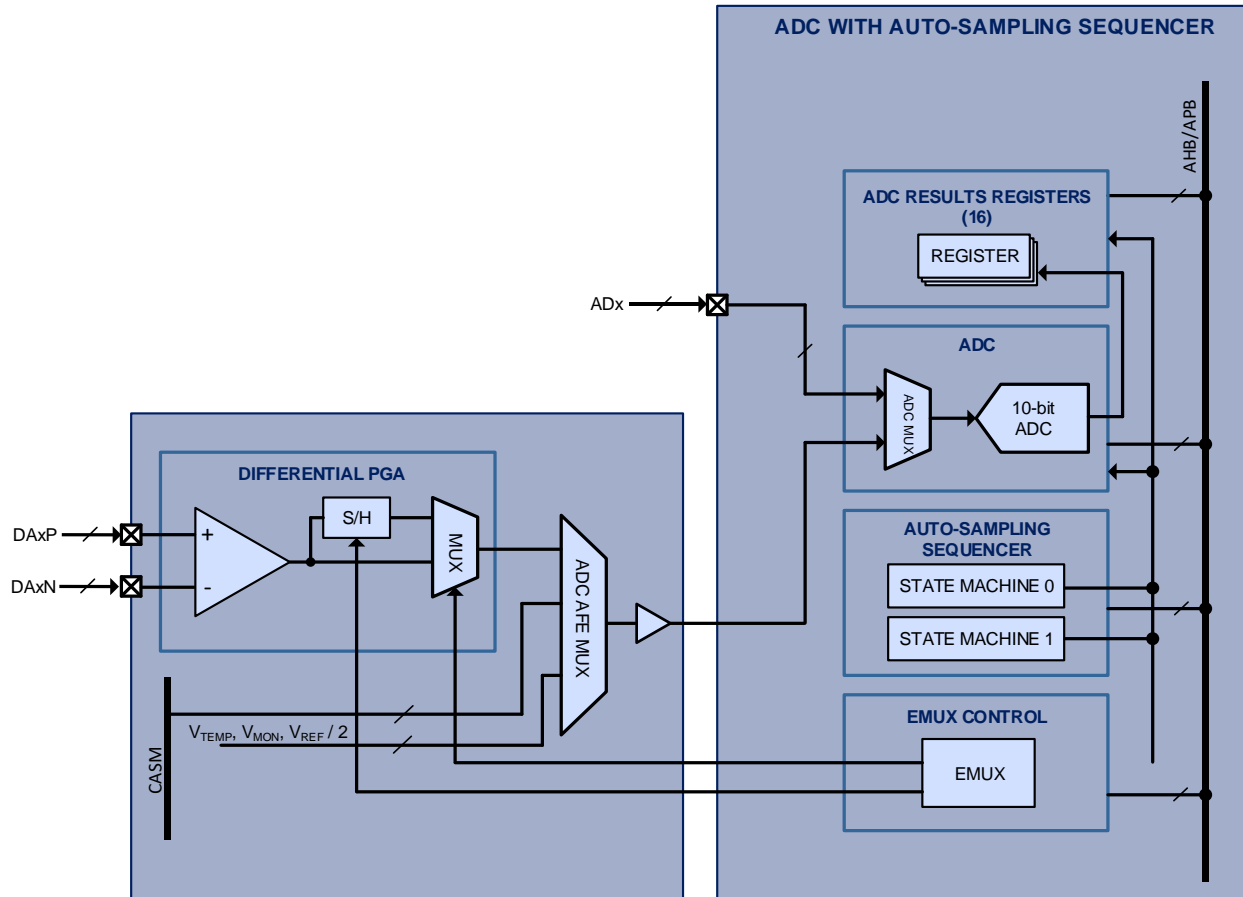 ADC WITH AUTO-SAMPLING SEQUENCER
AHB/APB
ADC RESULTS REGISTERS
(16)
REGISTER
ADx
ADC
ADC MUX
10-bit
ADC
DIFFERENTIAL PGA
S/H
DAxP
+
MUX
DAxN
-
ADC AFE MUX
AUTO-SAMPLING
SEQUENCER
STATE MACHINE 0
STATE MACHINE 1
CASM
VTEMP, VMON, VREF / 2
EMUX CONTROL
EMUX